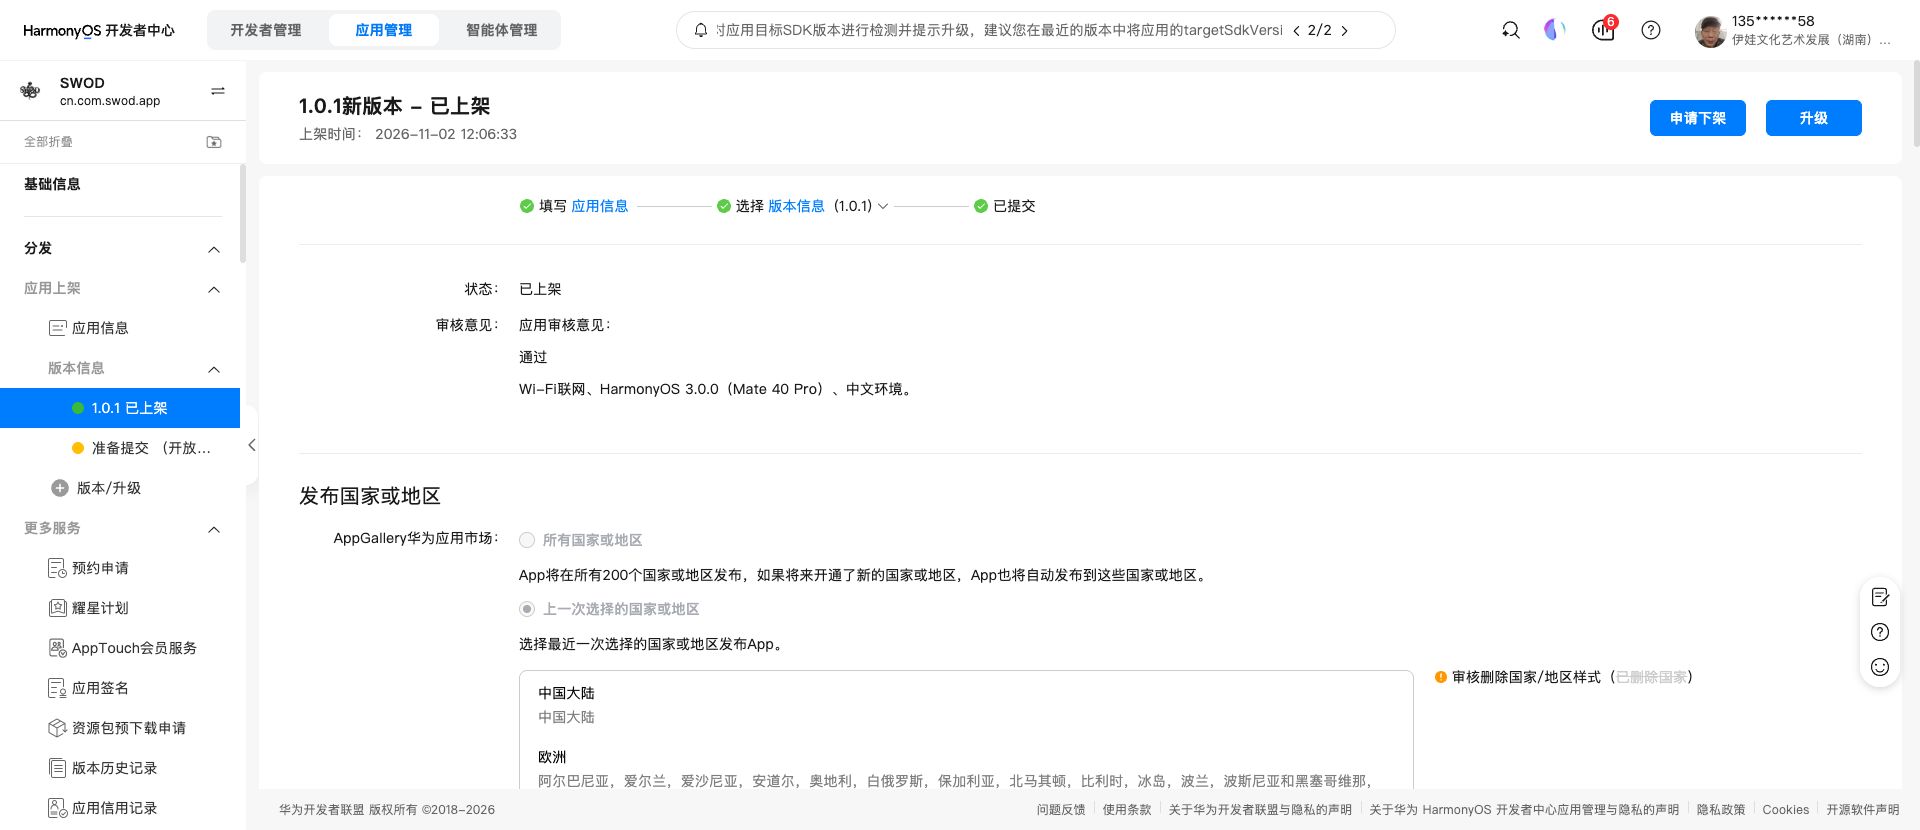 HarmonyOS 开发者中心
开发者管理
应用管理
智能体管理
对应用目标SDK版本进行检测并提示升级，建议您在最近的版本中将应用的targetSdkVersi
2/2
6
135******58
伊娃文化艺术发展（湖南）...
SWOD
cn.com.swod.app
全部折叠
基础信息
分发
应用上架
应用信息
版本信息
1.0.1 已上架
准备提交 （开放...
版本/升级
更多服务
预约申请
耀星计划
AppTouch会员服务
应用签名
资源包预下载申请
版本历史记录
应用信用记录
1.0.1新版本 – 已上架
上架时间： 2026-11-02 12:06:33
申请下架
升级
填写 应用信息
选择 版本信息 (1.0.1)
已提交
状态： 已上架
审核意见： 应用审核意见：
通过
Wi-Fi联网、HarmonyOS 3.0.0（Mate 40 Pro）、中文环境。
发布国家或地区
AppGallery华为应用市场： 所有国家或地区
App将在所有200个国家或地区发布，如果将来开通了新的国家或地区，App也将自动发布到这些国家或地区。
上一次选择的国家或地区
选择最近一次选择的国家或地区发布App。
中国大陆
中国大陆
欧洲
阿尔巴尼亚，爱尔兰，爱沙尼亚，安道尔，奥地利，白俄罗斯，保加利亚，北马其顿，比利时，冰岛，波兰，波斯尼亚和黑塞哥维那，
审核删除国家/地区样式（已删除国家）
华为开发者联盟 版权所有 ©2018-2026
问题反馈
使用条款
关于华为开发者联盟与隐私的声明
关于华为 HarmonyOS 开发者中心应用管理与隐私的声明
隐私政策
Cookies
开源软件声明